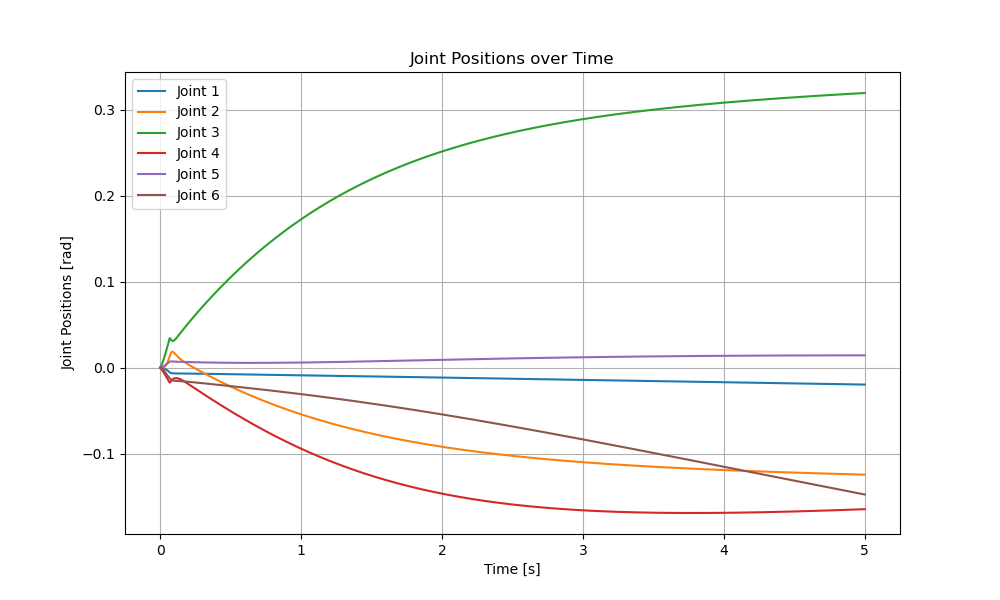 Joint Positions over Time
Joint 1
Joint 2
Joint 3
Joint 4
Joint 5
Joint 6
Joint Positions [rad]
0.3
0.2
0.1
0.0
−0.1
0 1 2 3 4 5
Time [s]